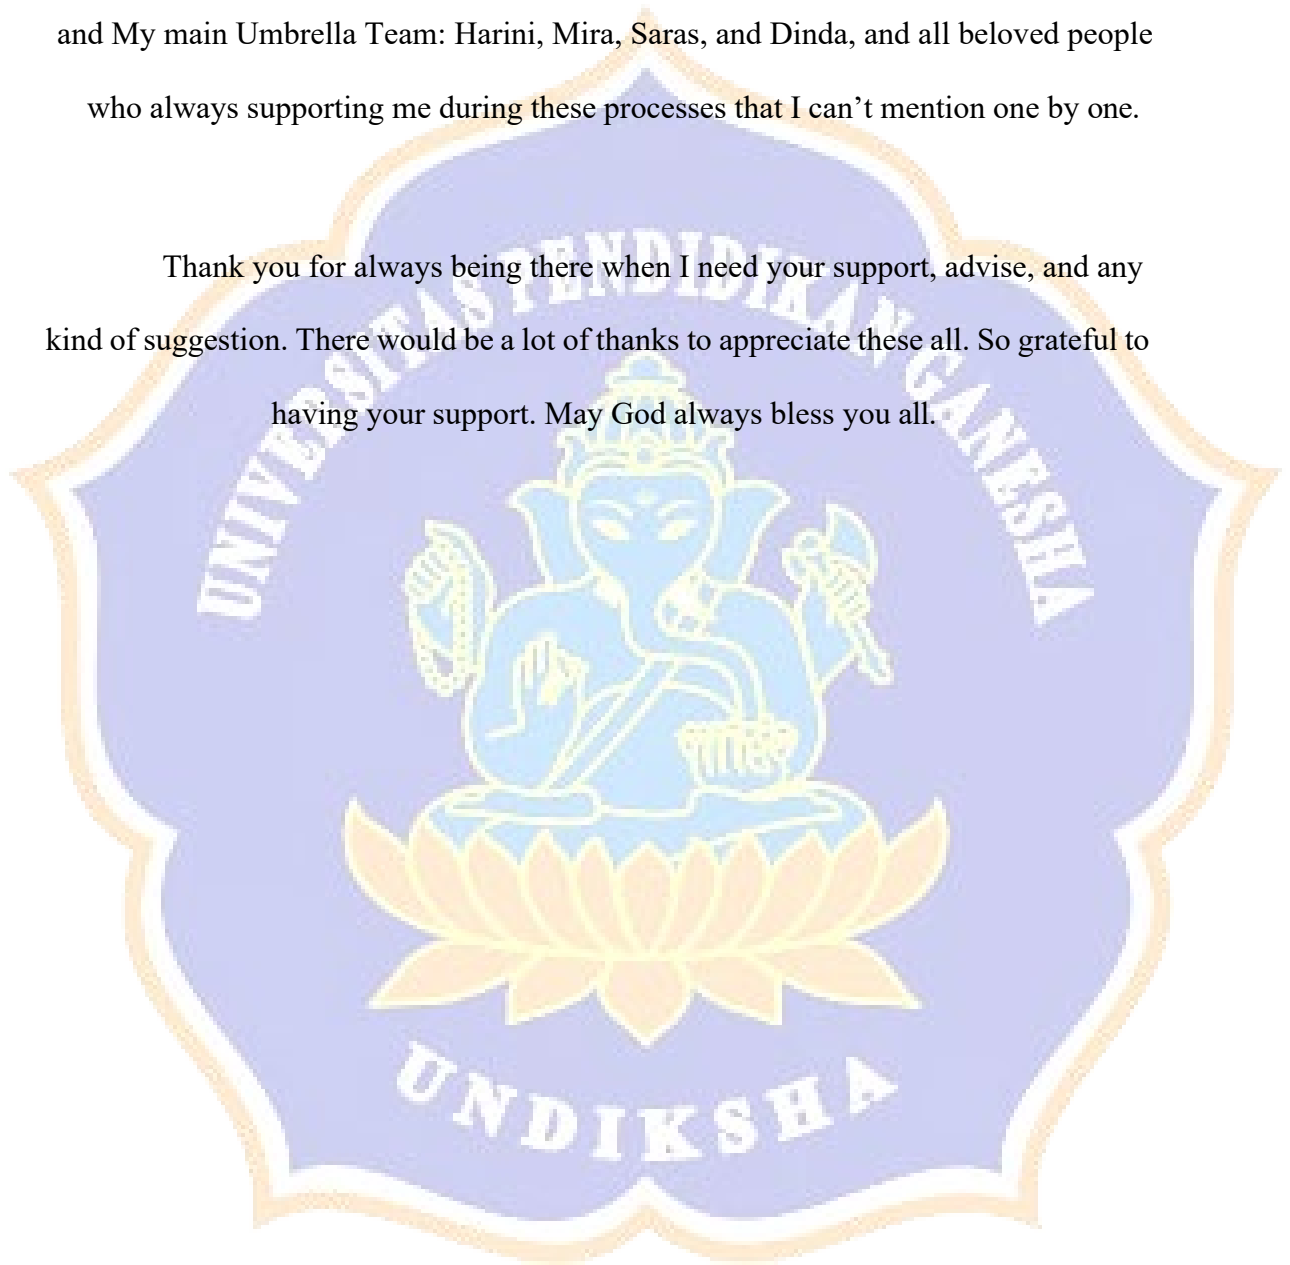 and My main Umbrella Team: Harini, Mira, Saras, and Dinda, and all beloved people
who always supporting me during these processes that I can’t mention one by one.
Thank you for always being there when I need your support, advise, and any
kind of suggestion. There would be a lot of thanks to appreciate these all. So grateful to
having your support. May God always bless you all.
UNIVERSITAS PENDIDIKAN GANESHA
UNDIKSHA